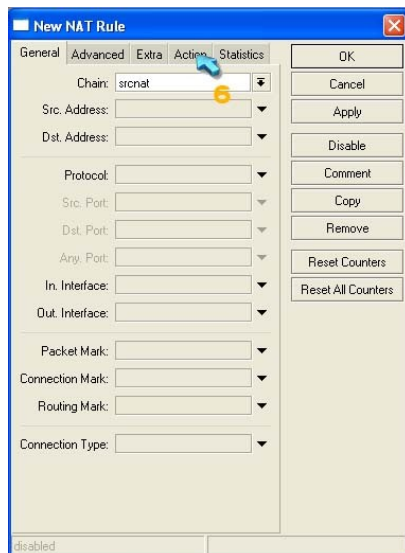 New NAT Rule
General Advanced Extra Action Statistics
Chain: srcnat
6
Src. Address:
Dst. Address:
Protocol:
Src. Port:
Dst. Port:
Any. Port:
In. Interface:
Out. Interface:
Packet Mark:
Connection Mark:
Routing Mark:
Connection Type:
OK
Cancel
Apply
Disable
Comment
Copy
Remove
Reset Counters
Reset All Counters
disabled